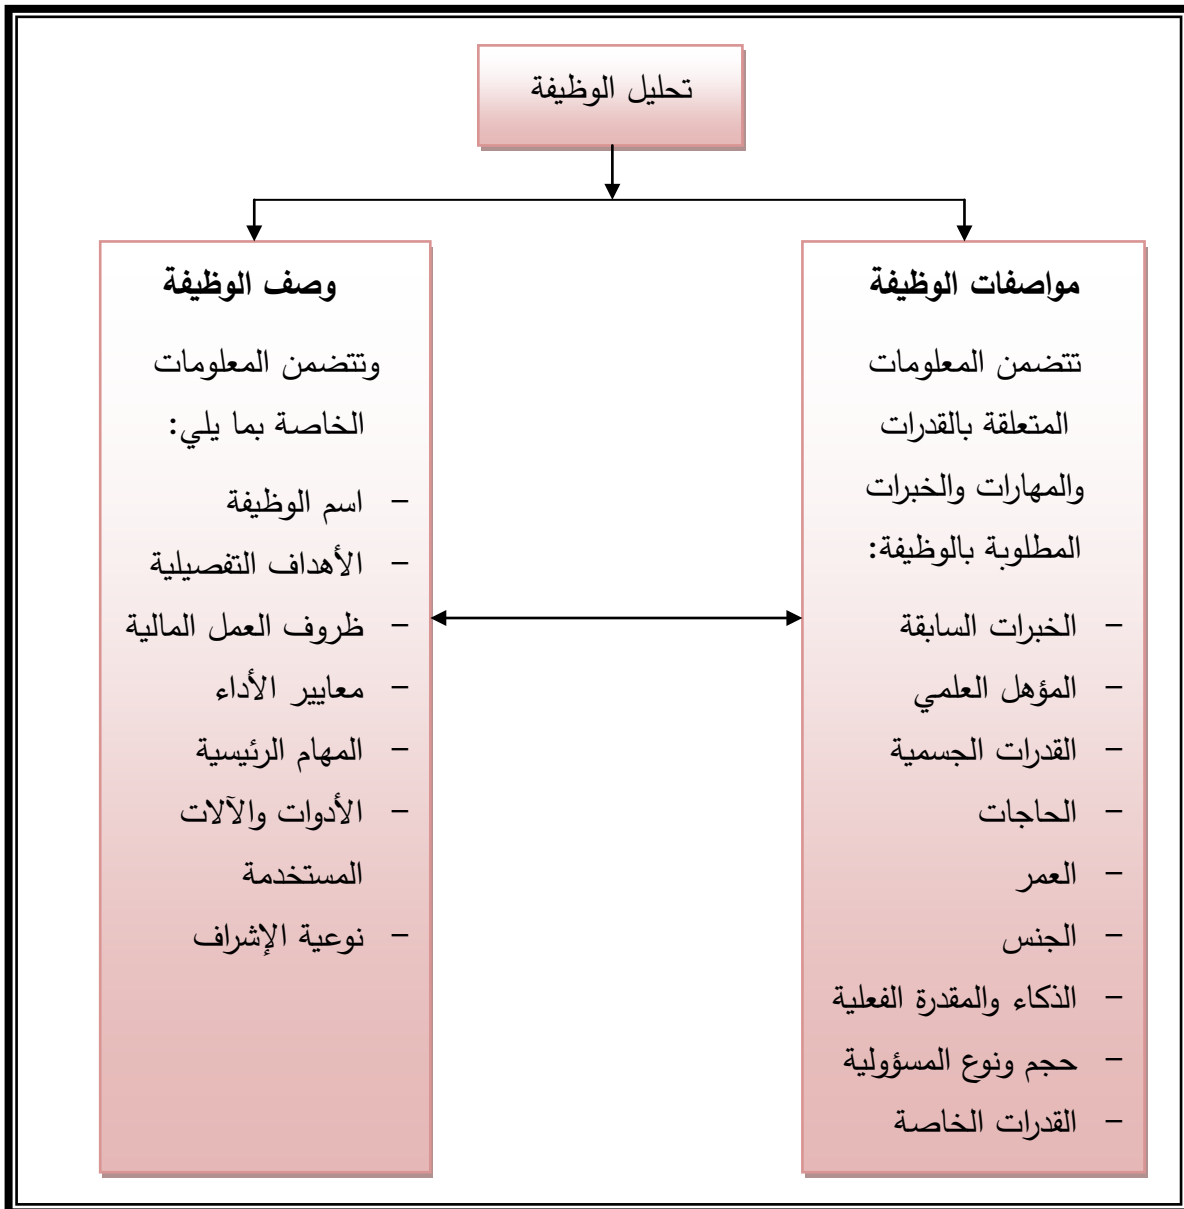 تحليل الوظيفة
مواصفات الوظيفة
تتضمن المعلومات
المتعلقة بالقدرات
والمهارات والخبرات
المطلوبة بالوظيفة:
- الخبرات السابقة
- المؤهل العلمي
- القدرات الجسمية
- الحاجات
- العمر
- الجنس
- الذكاء والمقدرة الفعلية
- حجم ونوع المسؤولية
- القدرات الخاصة
وصف الوظيفة
وتتضمن المعلومات
الخاصة بما يلي:
- اسم الوظيفة
- الأهداف التفصيلية
- ظروف العمل المالية
- معايير الأداء
- المهام الرئيسية
- الأدوات والآلات
المستخدمة
- نوعية الإشراف